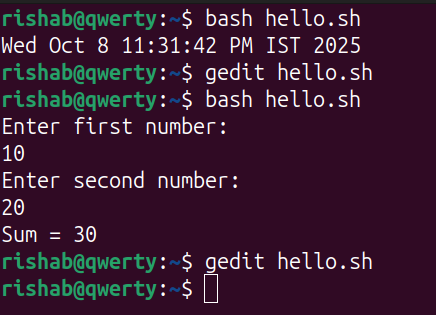 rishab@qwerty:~$ bash hello.sh
Wed Oct 8 11:31:42 PM IST 2025
rishab@qwerty:~$ gedit hello.sh
rishab@qwerty:~$ bash hello.sh
Enter first number:
10
Enter second number:
20
Sum = 30
rishab@qwerty:~$ gedit hello.sh
rishab@qwerty:~$